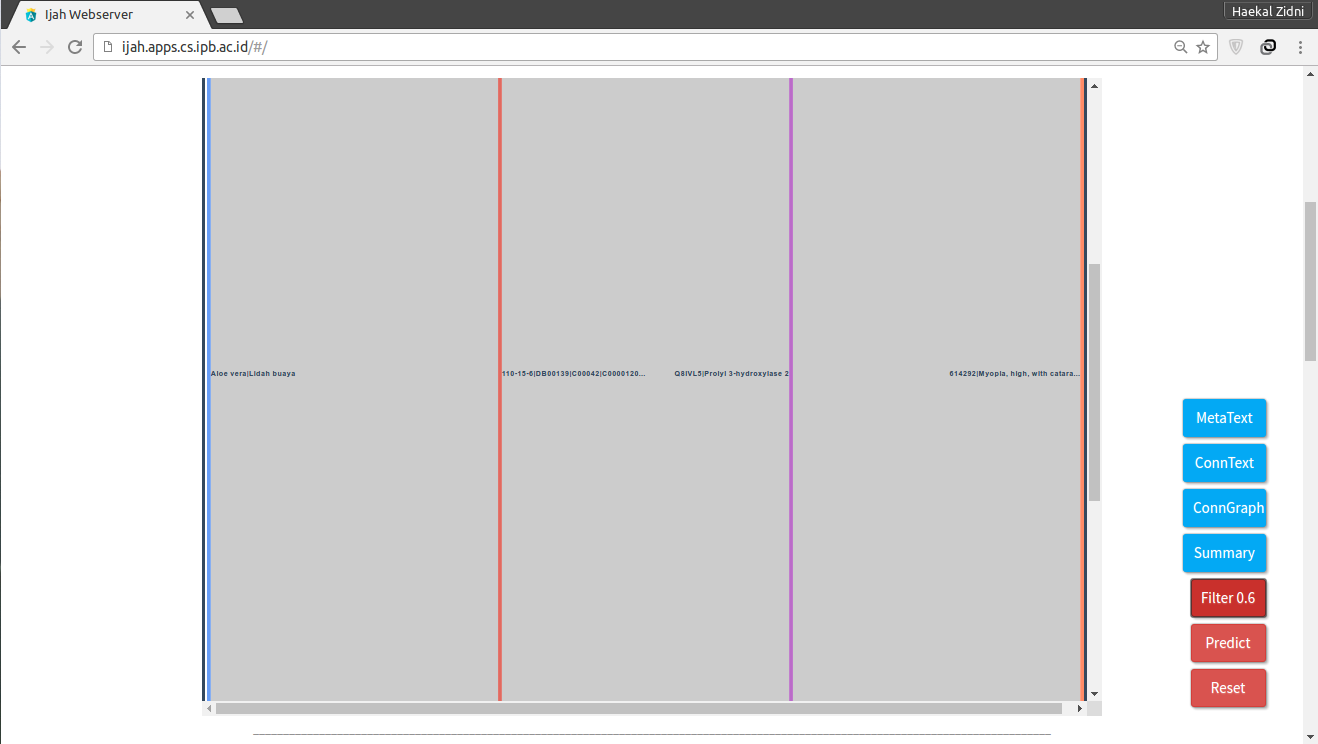 Ijah Webserver
Haekal Zidni
ijah.apps.cs.ipb.ac.id/#/
Aloe vera|Lidah buaya
110-15-6|DB00139|C00042|C0000120...
Q8IVL5|Prolyl 3-hydroxylase 2
614292|Myopia, high, with catara...
MetaText
ConnText
ConnGraph
Summary
Filter 0.6
Predict
Reset